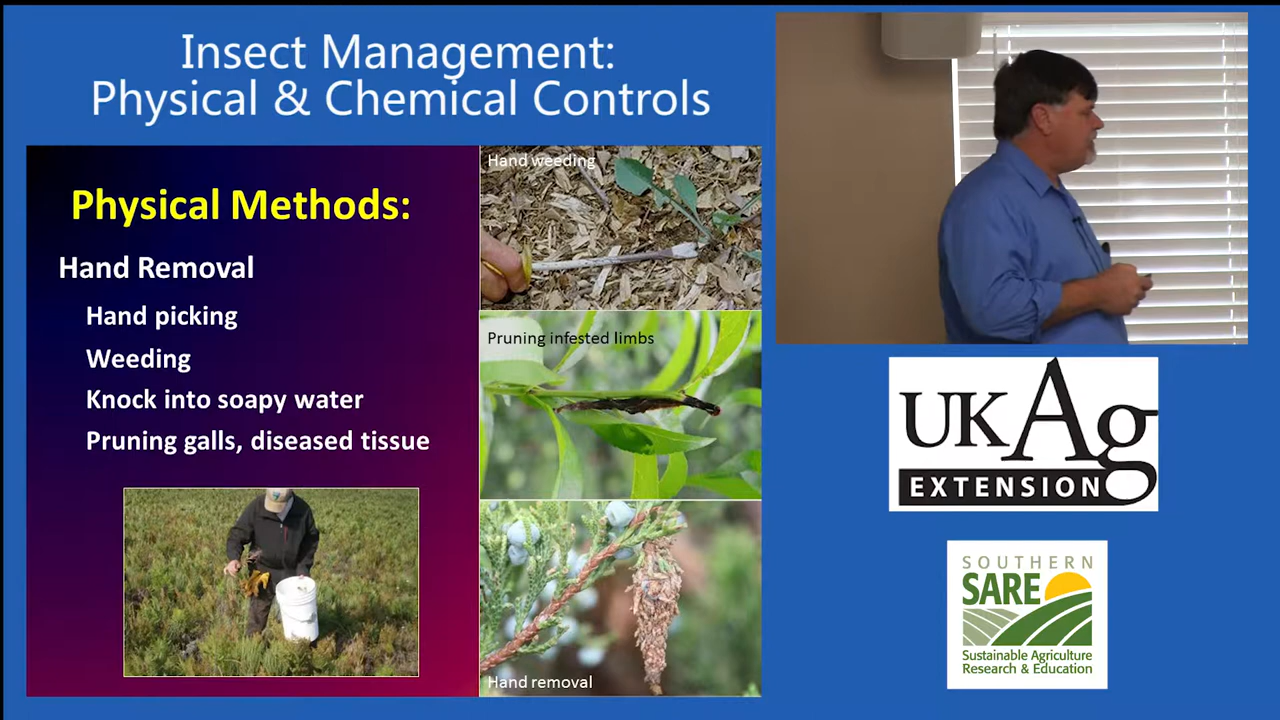 Insect Management:
Physical & Chemical Controls
Physical Methods:
Hand Removal
Hand picking
Weeding
Knock into soapy water
Pruning galls, diseased tissue
Hand weeding
Pruning infested limbs
Hand removal
UKAg
EXTENSION
SOUTHERN
SARE
Sustainable Agriculture
Research & Education